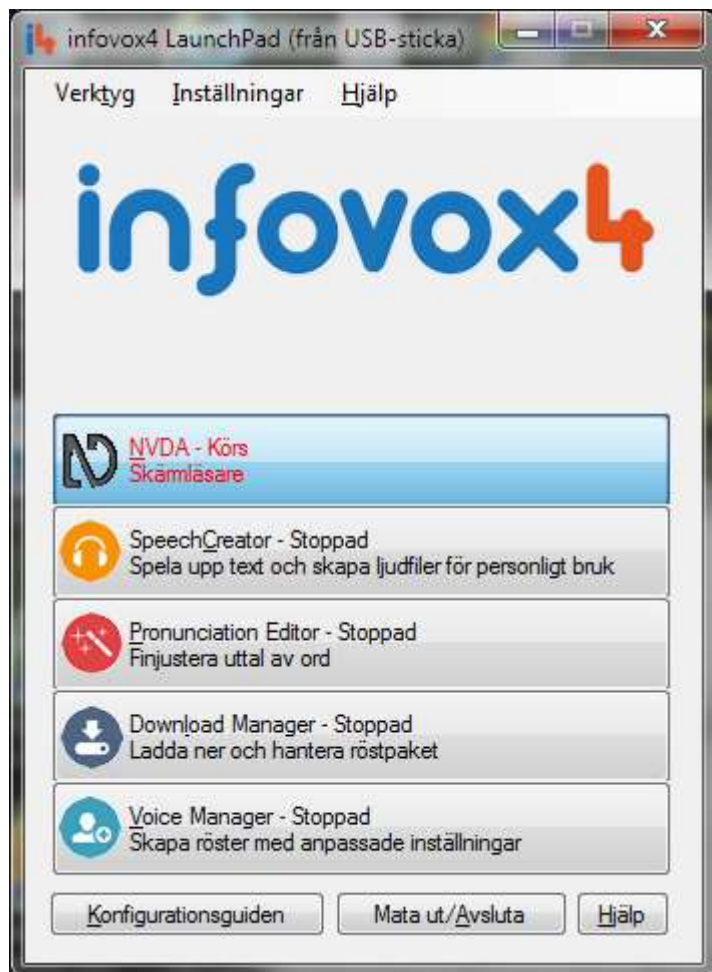 infovox4 LaunchPad (från USB-sticka)
Verktyg Inställningar Hjälp
infovox4
NVDA - Körs
Skärmläsare
SpeechCreator - Stoppad
Spela upp text och skapa ljudfiler för personligt bruk
Pronunciation Editor - Stoppad
Finjustera uttal av ord
Download Manager - Stoppad
Ladda ner och hantera röstpaket
Voice Manager - Stoppad
Skapa röster med anpassade inställningar
Konfigurationsguiden Mata ut/Avsluta Hjälp